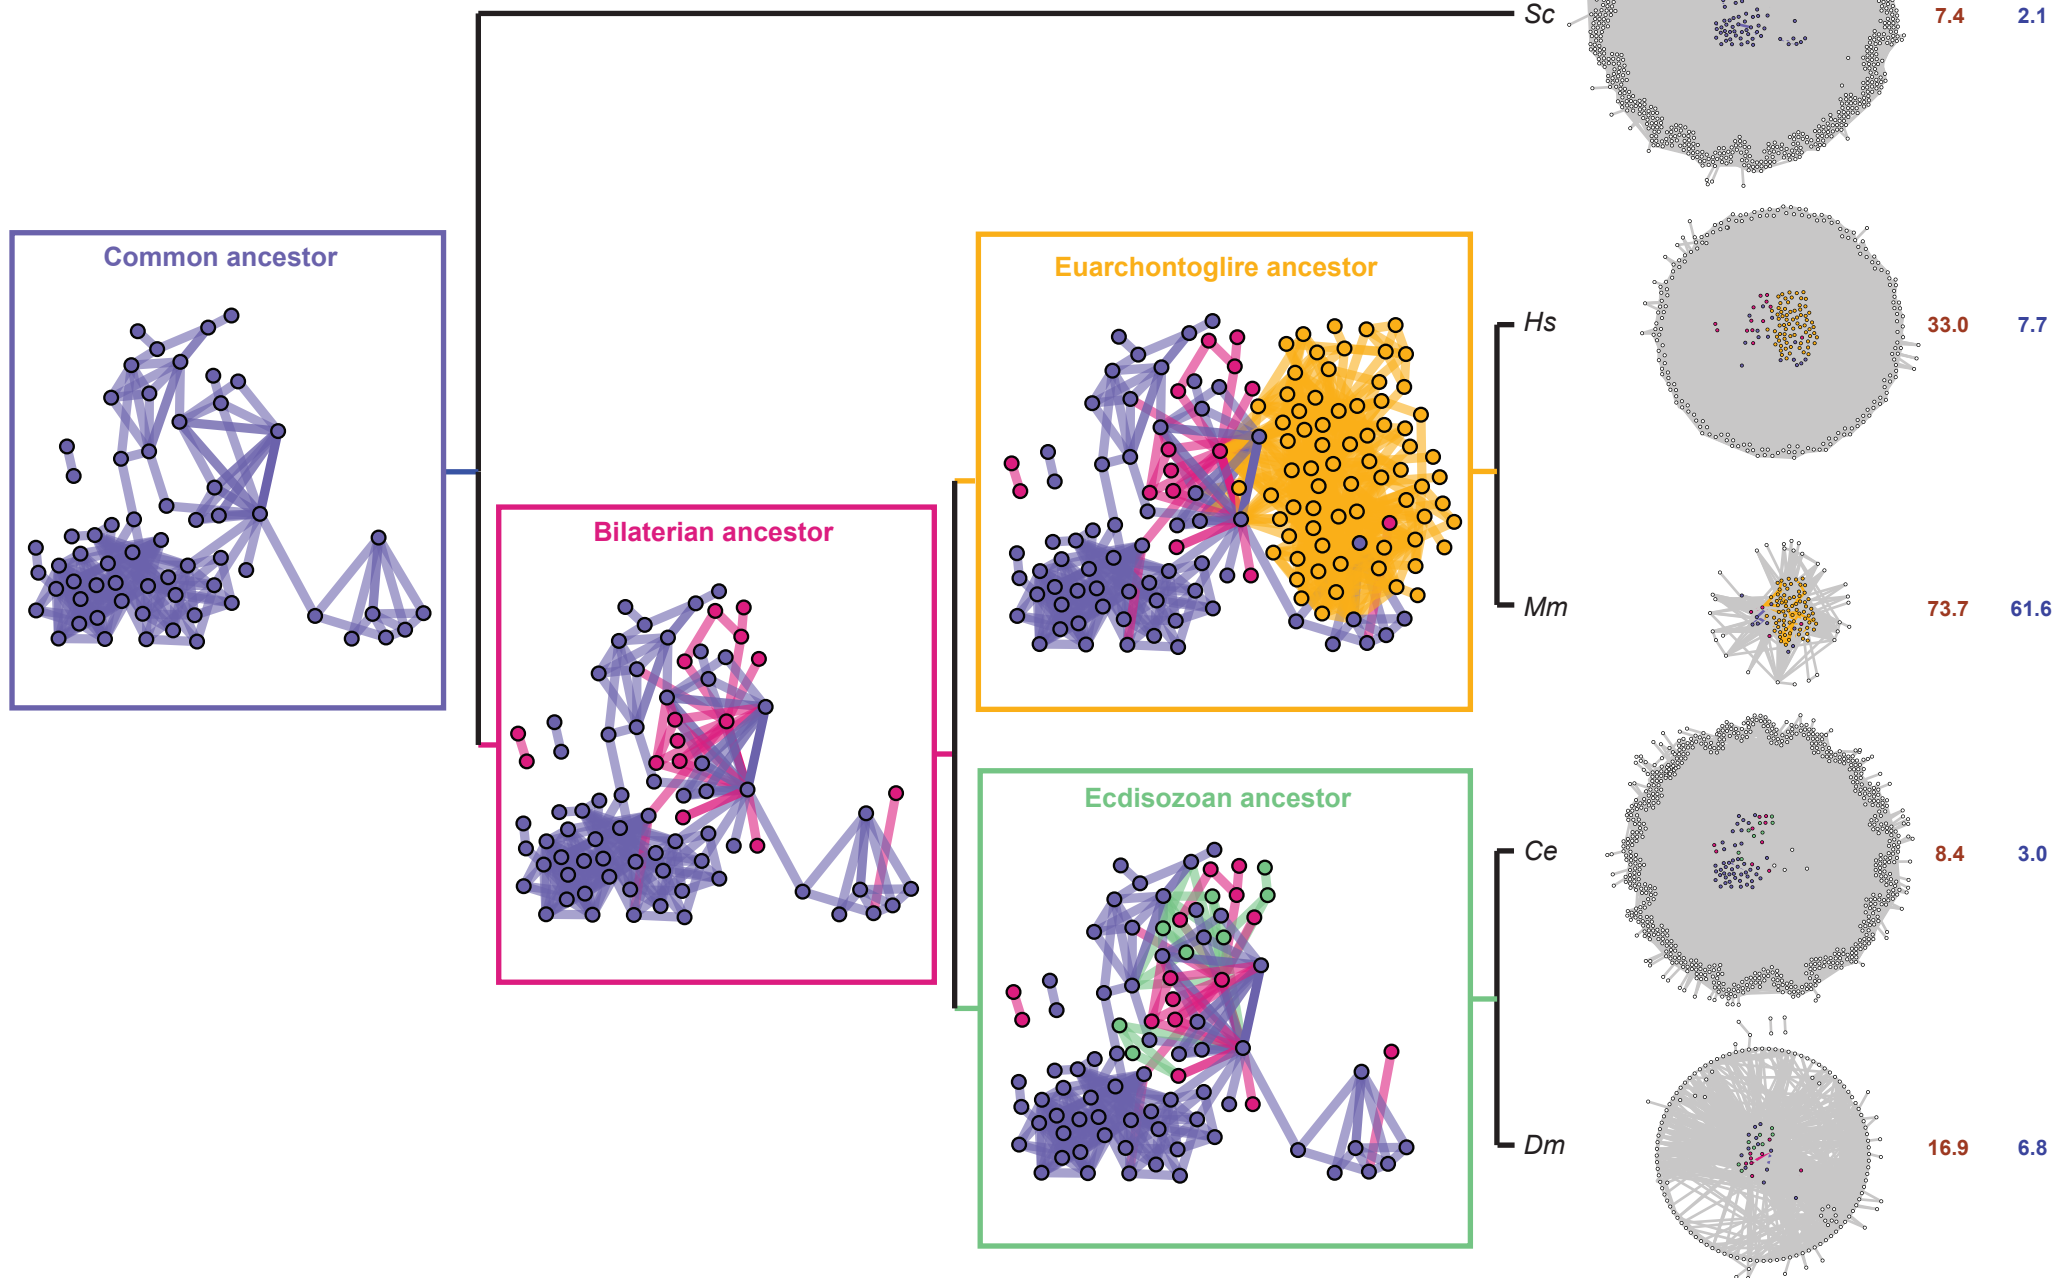 Sc 7.4 2.1
Common ancestor
Euarchontoglire ancestor
Hs 33.0 7.7
Bilaterian ancestor
Mm 73.7 61.6
Ecdisozoan ancestor
Ce 8.4 3.0
Dm 16.9 6.8